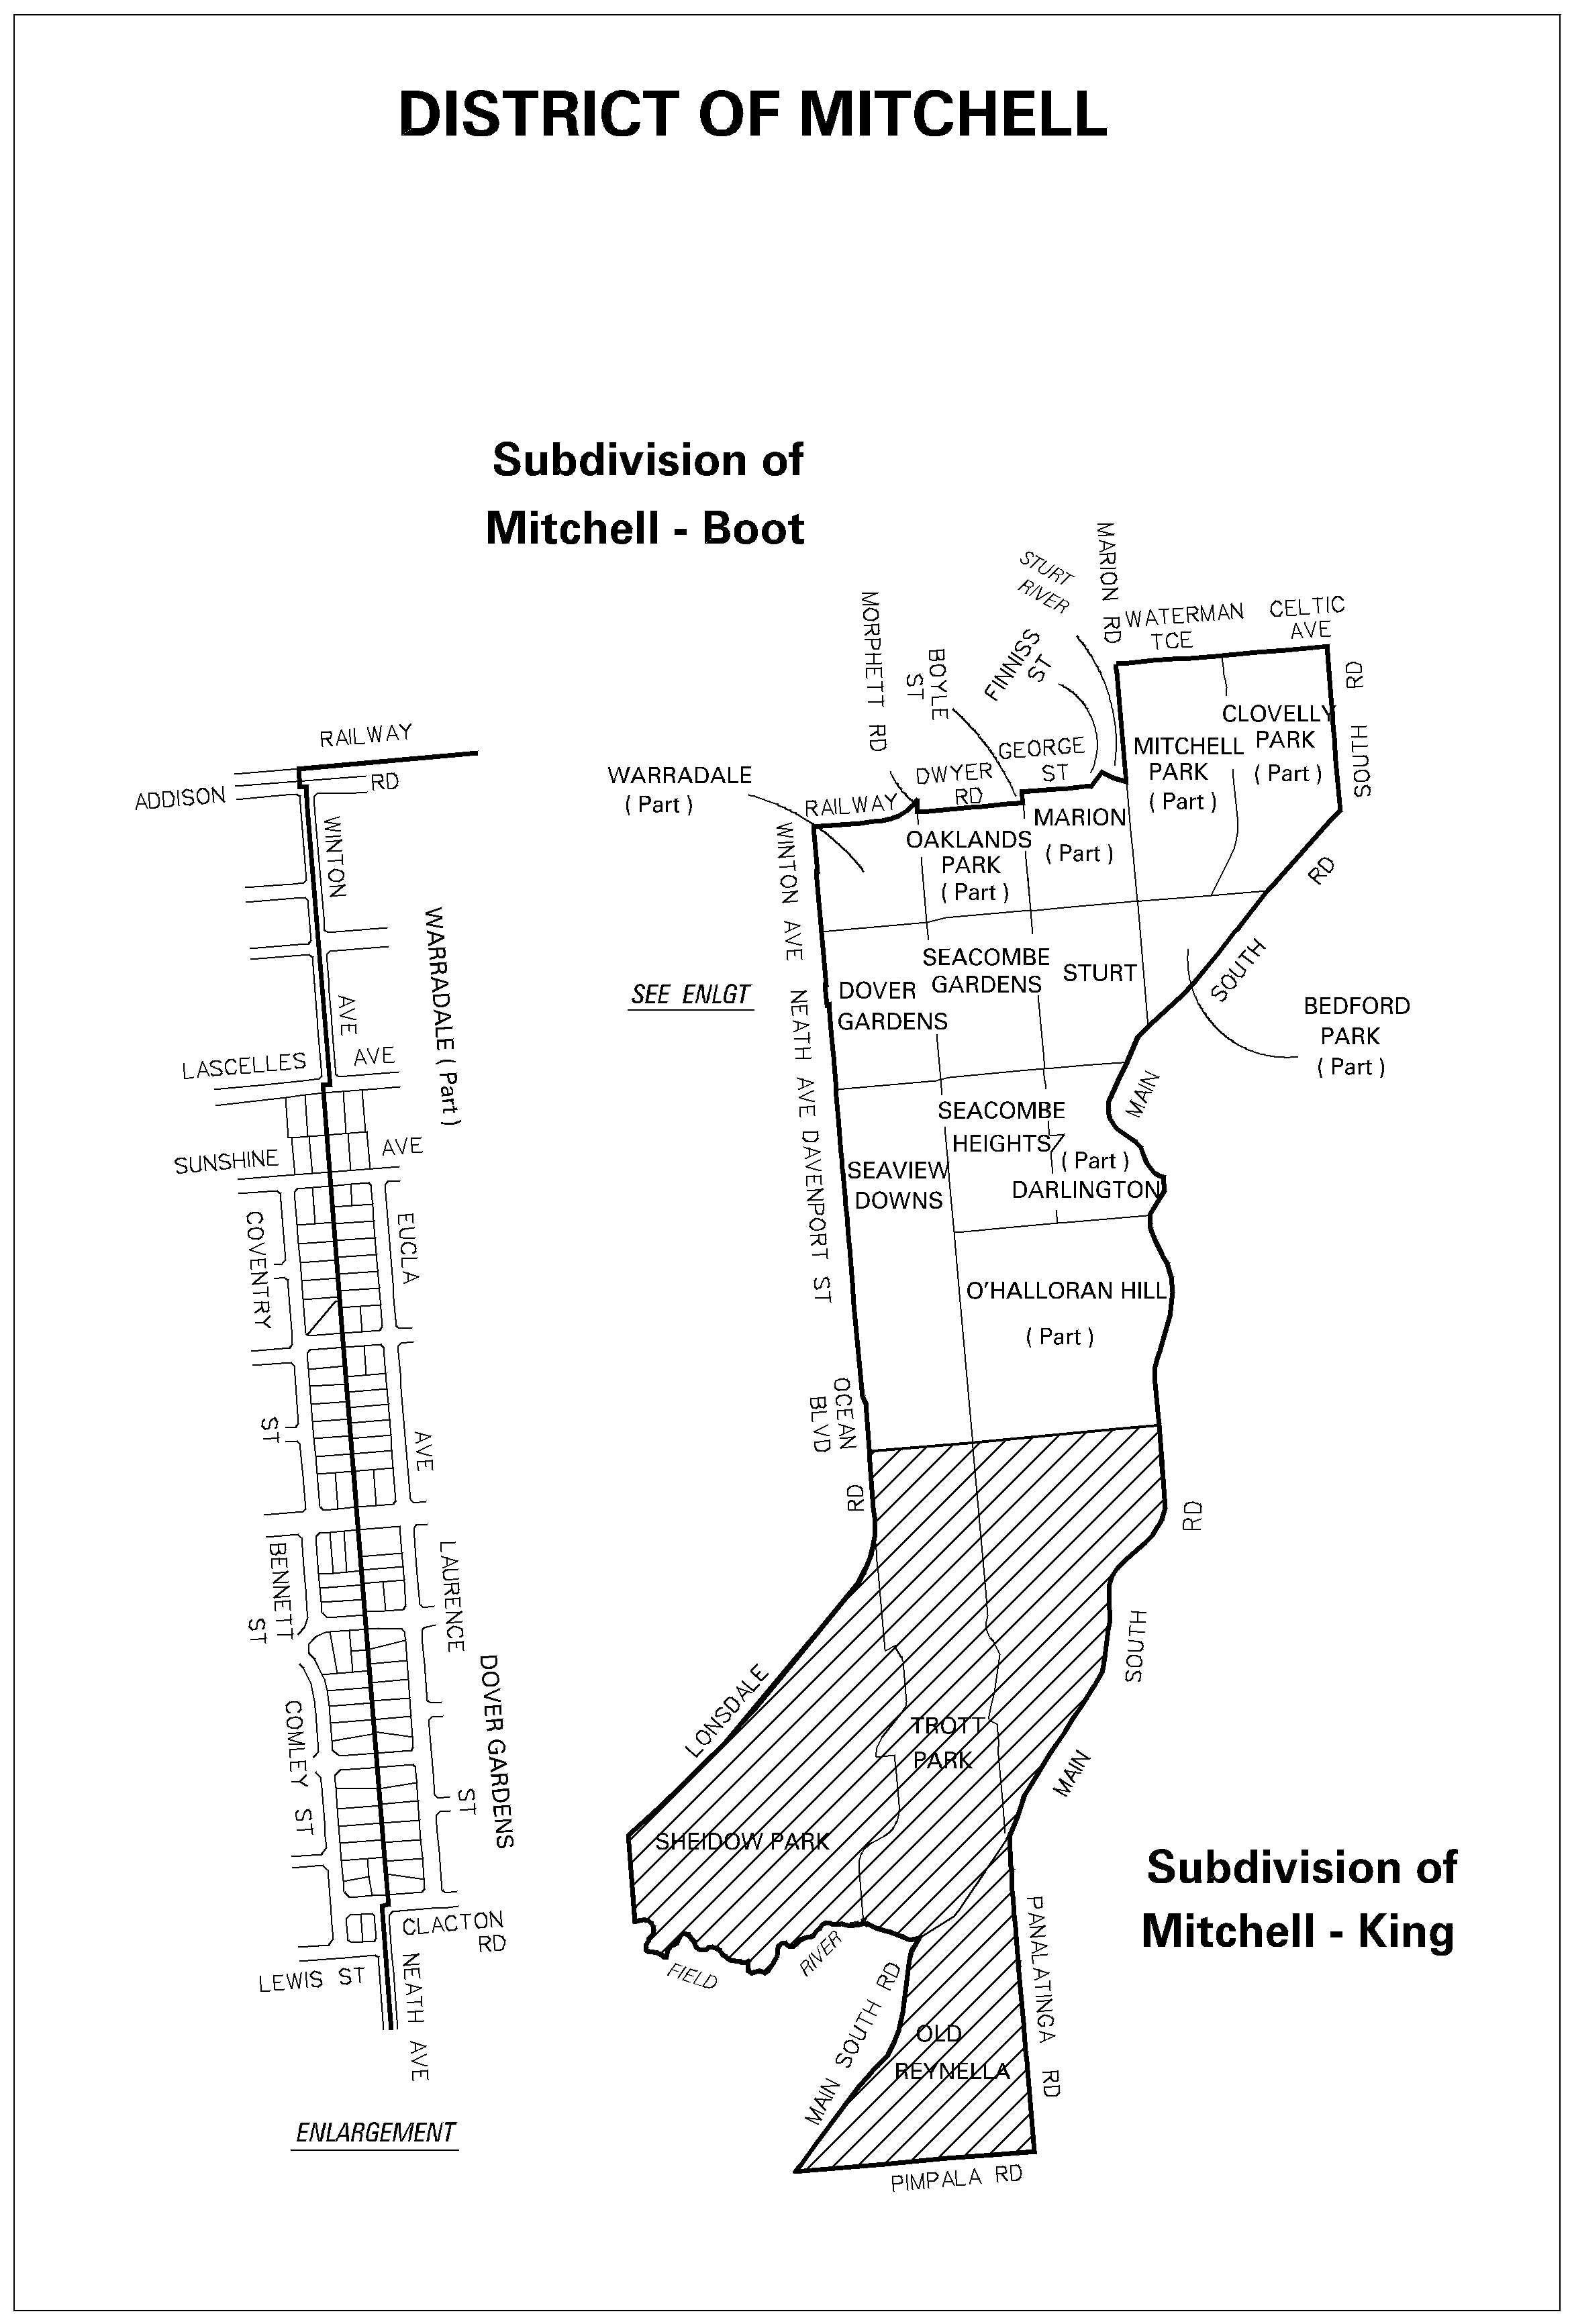 DISTRICT OF MITCHELL
Subdivision of
Mitchell - Boot
STURT
RIVER
MARION RD
MORPHETT RD
BOYLE
ST
FINNISS
ST
WATERMAN
TCE
CELTIC
AVE
RD
SOUTH
RD
GEORGE
ST
DWYER
RD
RAILWAY
WARRADALE
( Part )
CLOVELLY
PARK
( Part )
MITCHELL
PARK
( Part )
MARION
( Part )
OAKLANDS
PARK
( Part )
WINTON AVE
NEATH AVE
DAVENPORT ST
OCEAN
BLVD
RD
SEE ENLGT
SEACOMBE
GARDENS
STURT
DOVER
GARDENS
SOUTH
BEDFORD
PARK
( Part )
MAIN
SEACOMBE
HEIGHTS
( Part )
DARLINGTON
SEAVIEW
DOWNS
O'HALLORAN HILL
( Part )
RD
SOUTH
MAIN
LONSDALE
TROTT
PARK
SHEIDOW PARK
FIELD
RIVER
MAIN SOUTH RD
PANALATINGA RD
OLD
REYNELLA
PIMPALA RD
Subdivision of
Mitchell - King
RAILWAY
ADDISON
RD
WINTON
AVE
WARRADALE ( Part )
LASCELLES
AVE
SUNSHINE
AVE
COVENTRY
ST
EUCLA
AVE
BENNETT
ST
LAURENCE
ST
COMLEY ST
DOVER GARDENS
CLACTON
RD
LEWIS ST
NEATH AVE
ENLARGEMENT